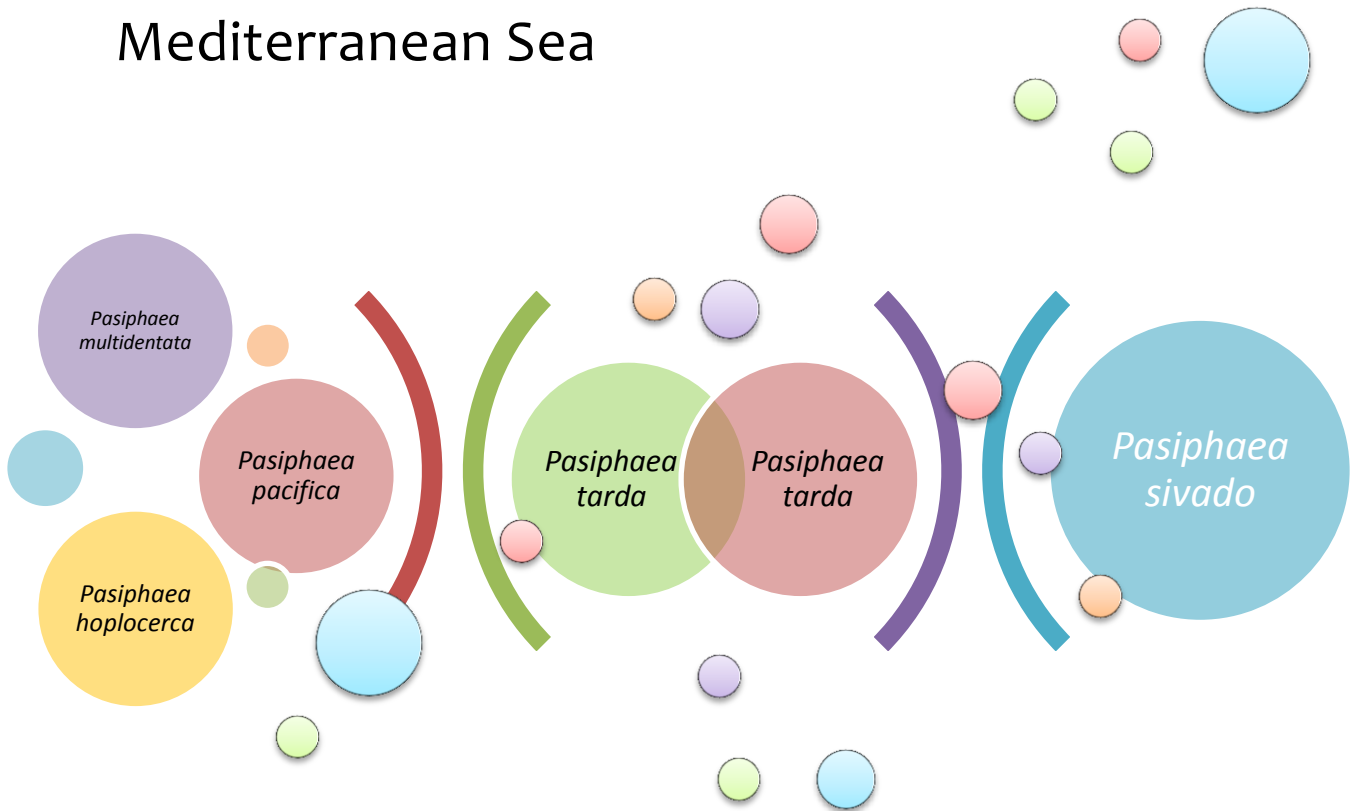 Mediterranean Sea
Pasiphaea
multidentata
Pasiphaea
pacifica
Pasiphaea
hoplocerca
Pasiphaea
tarda
Pasiphaea
tarda
Pasiphaea
sivado